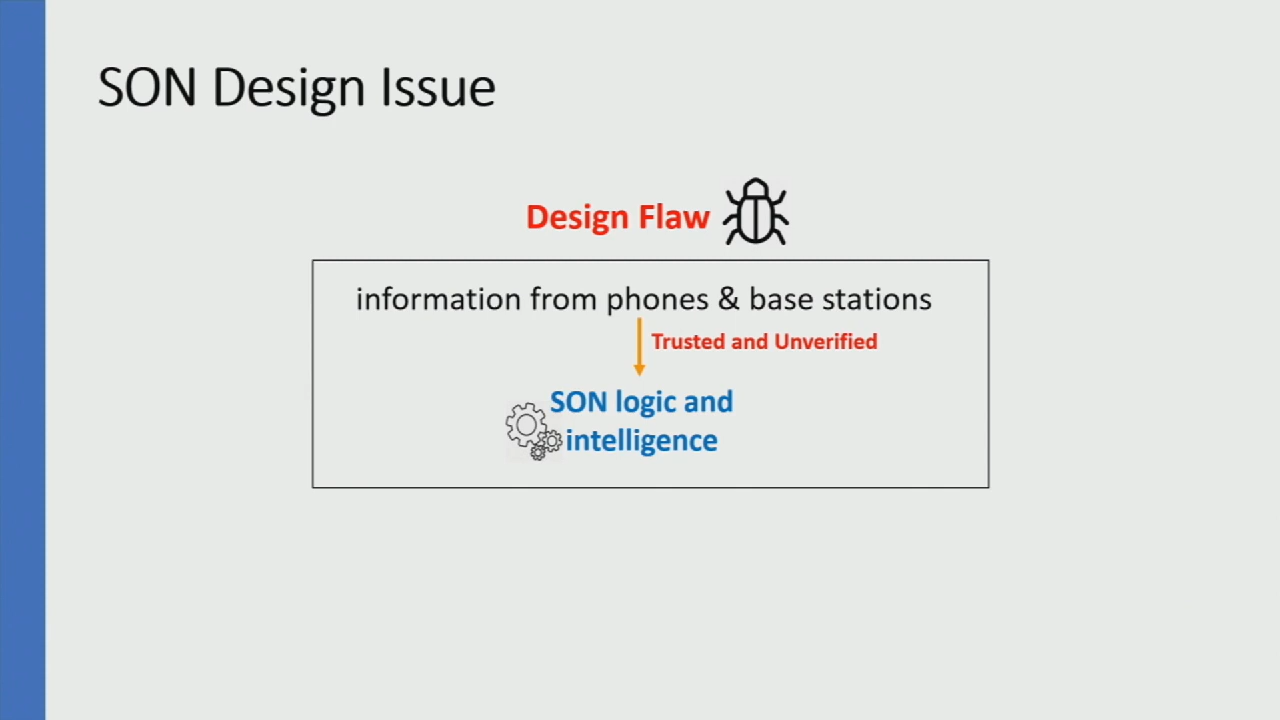 SON Design Issue
Design Flaw
information from phones & base stations
Trusted and Unverified
SON logic and
intelligence